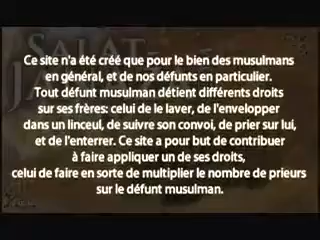 Ce site n'a été créé que pour le bien des musulmans
en général, et de nos défunts en particulier.
Tout défunt musulman détient différents droits
sur ses frères: celui de le laver, de l'envelopper
dans un linceul, de suivre son convoi, de prier sur lui,
et de l'enterrer. Ce site a pour but de contribuer
à faire appliquer un de ses droits,
celui de faire en sorte de multiplier le nombre de prieurs
sur le défunt musulman.